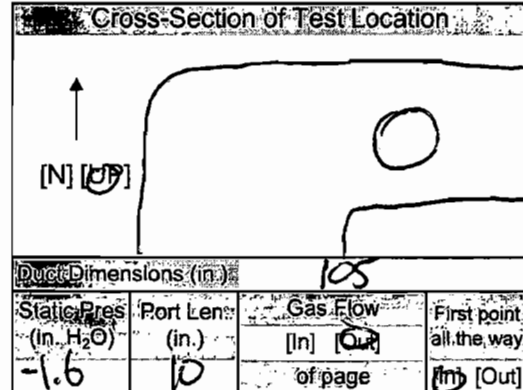 Cross-Section of Test Location
[N] [UP]
Duct Dimensions (in.) 105
Static Pres Port Len. Gas Flow First point
(in. H₂O) (in.) [In] [Out] all the way
-1.6 10 of page [In] [Out]